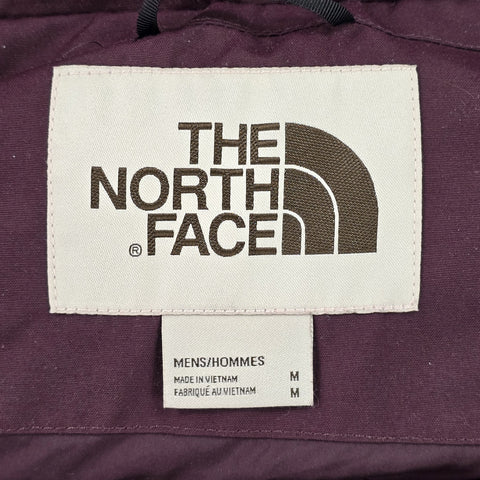 THE
NORTH
® FACE
MENS/HOMMES
MADE IN VIETNAM M
FABRIQUÉ AU VIETNAM M